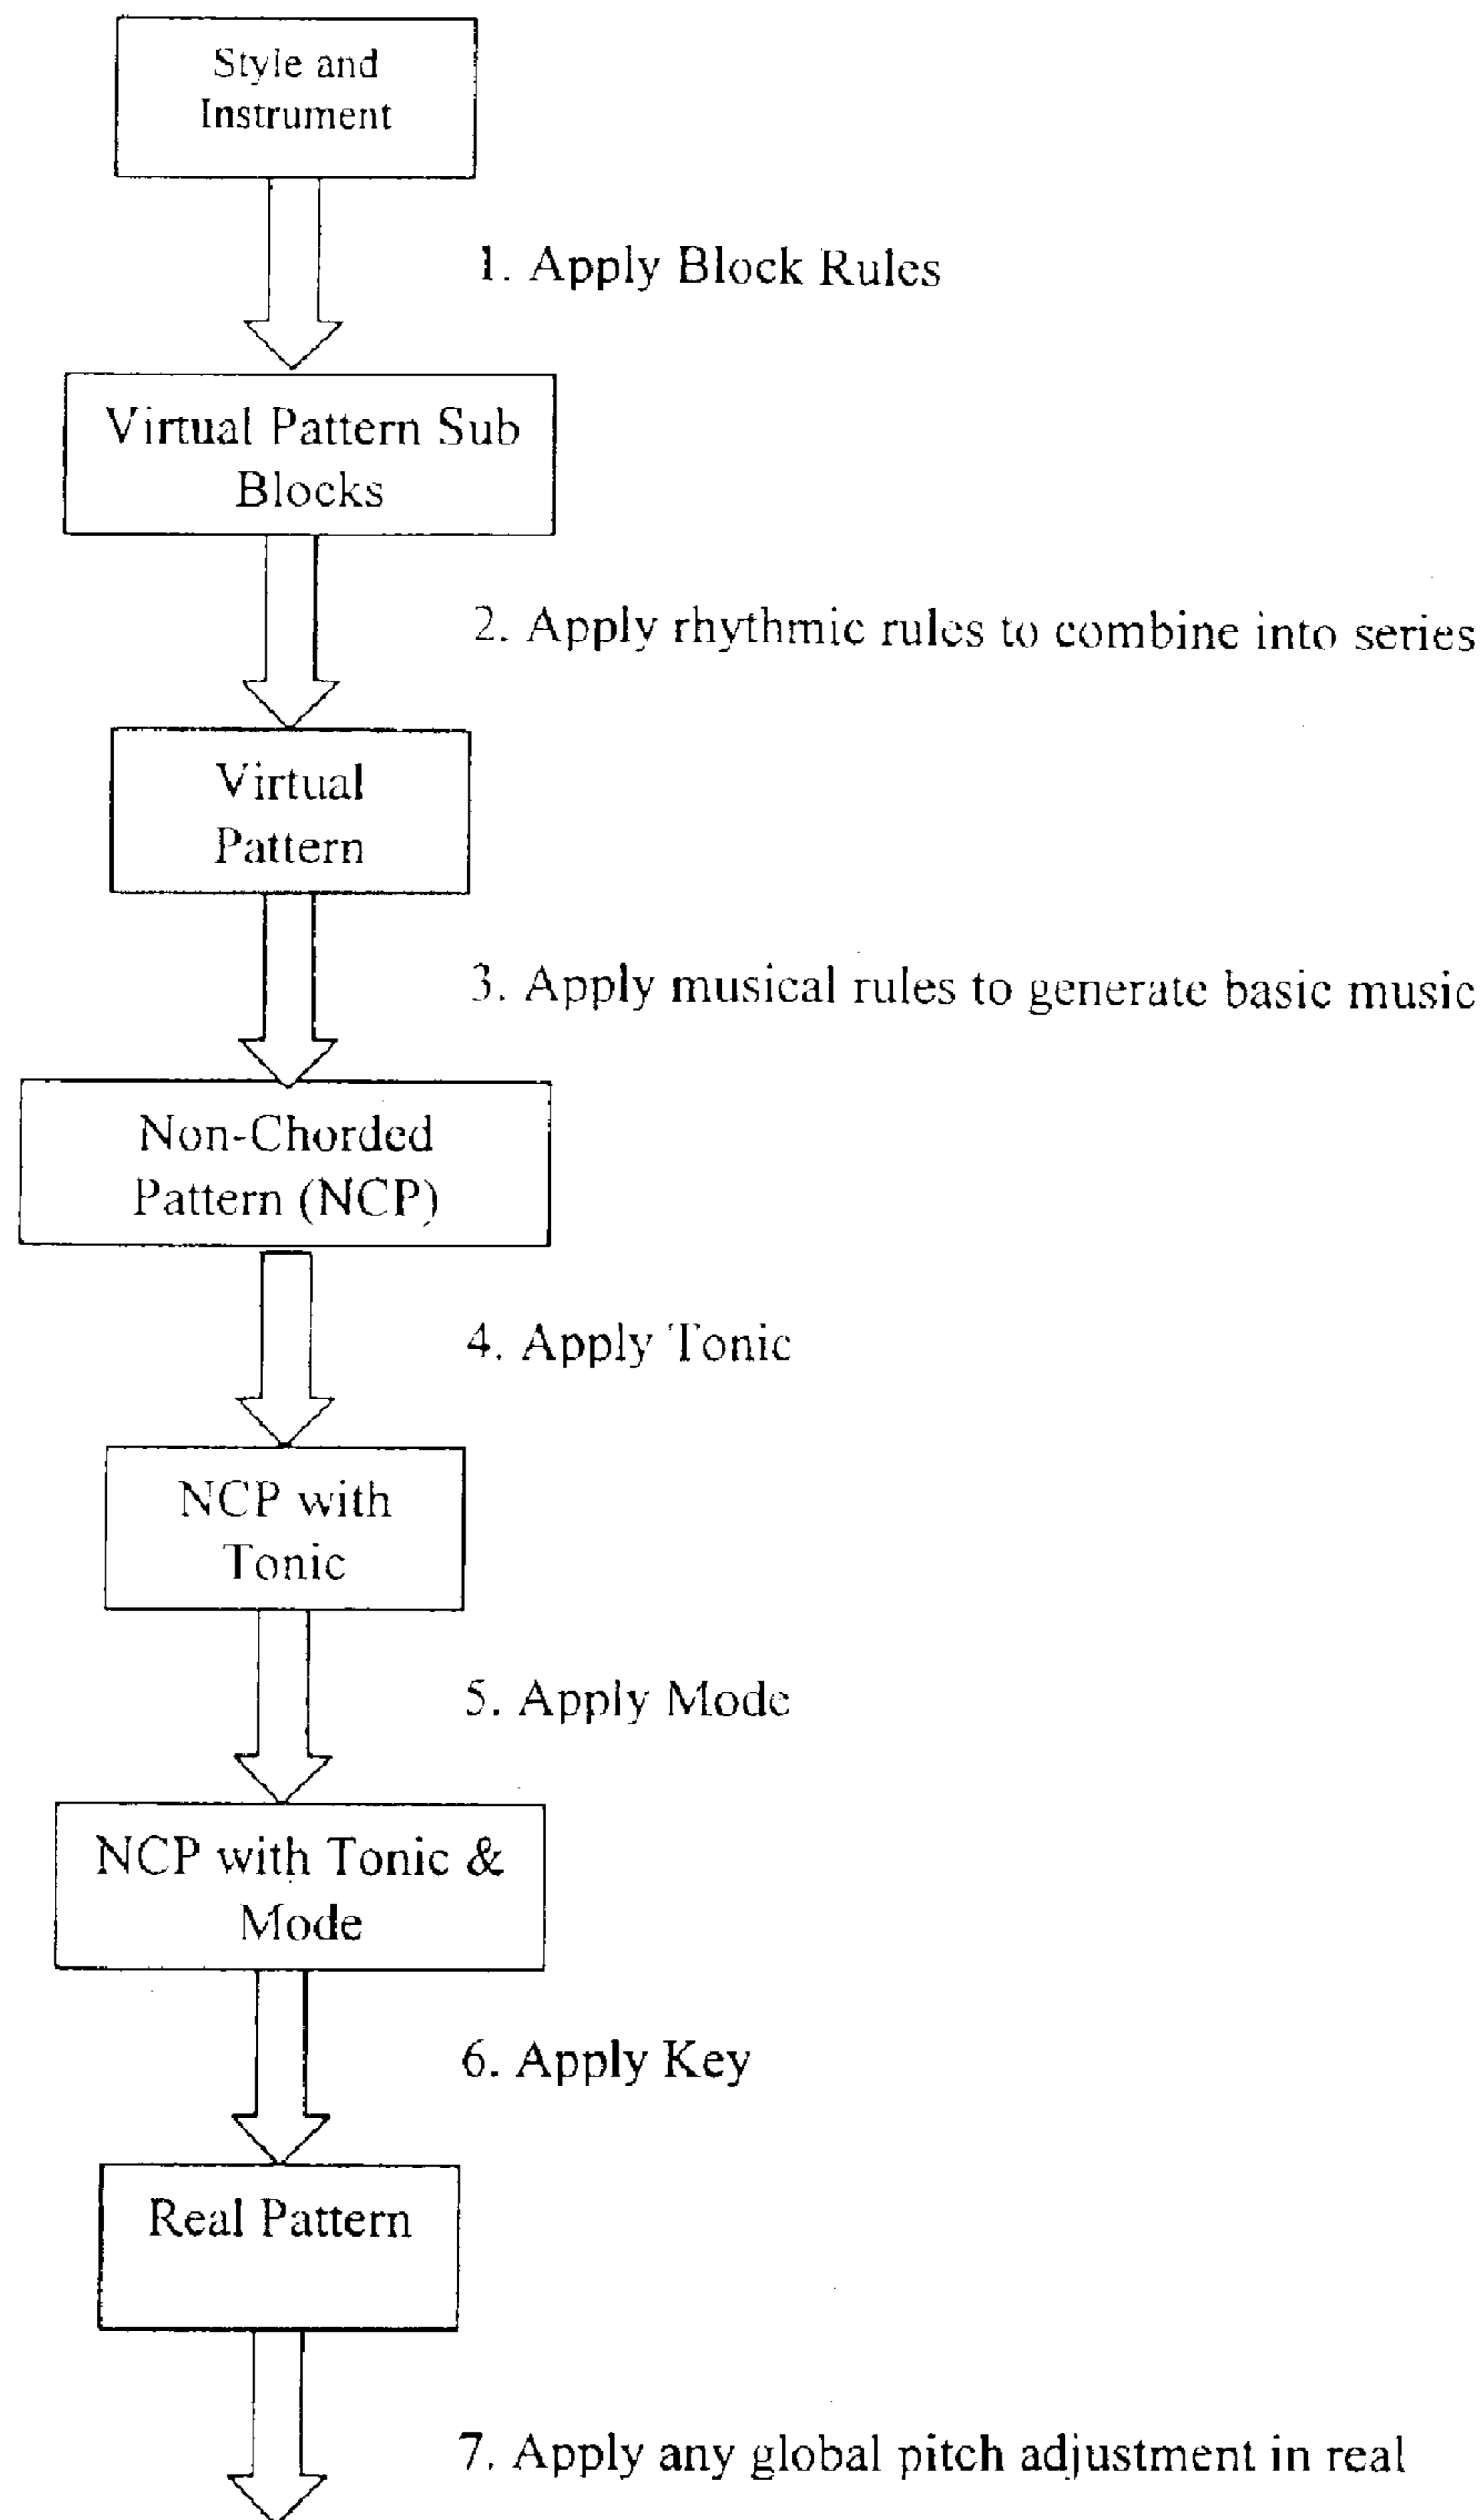 Style and
Instrument
1. Apply Block Rules
Virtual Pattern Sub
Blocks
2. Apply rhythmic rules to combine into series
Virtual
Pattern
3. Apply musical rules to generate basic music
Non-Chorded
Pattern (NCP)
4. Apply Tonic
NCP with
Tonic
5. Apply Mode
NCP with Tonic &
Mode
6. Apply Key
Real Pattern
7. Apply any global pitch adjustment in real